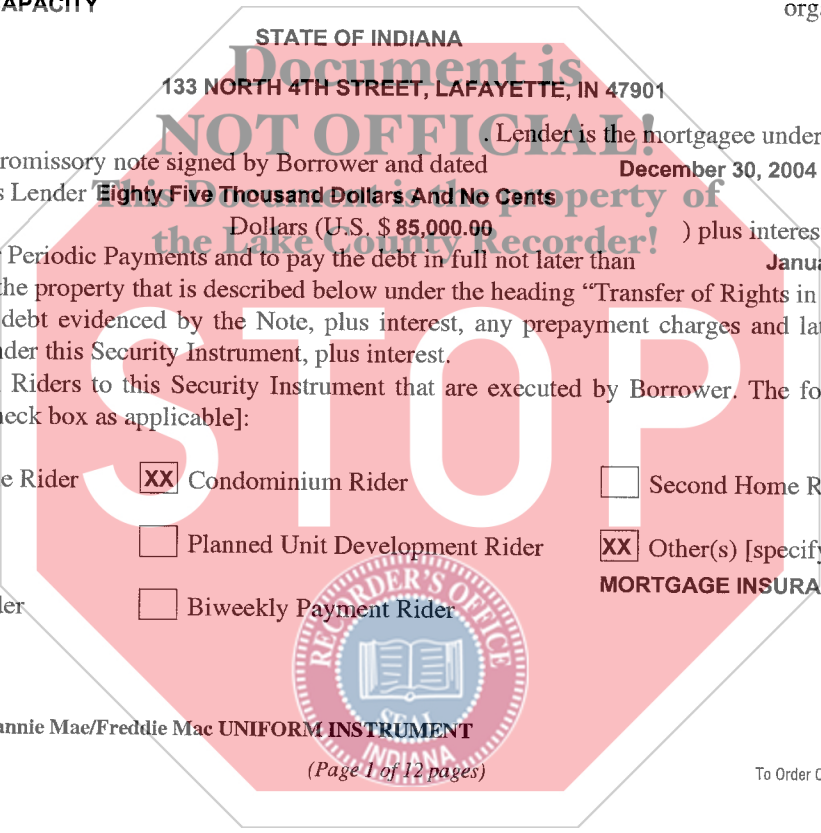 APACITY
org
STATE OF INDIANA
Document is
133 NORTH 4TH STREET, LAFAYETTE, IN 47901
NOT OFFICIAL!
. Lender is the mortgagee under
romissory note signed by Borrower and dated December 30, 2004
s Lender Eighty Five Thousand Dollars And No Cents
This Document is the property of
Dollars (U.S. $ 85,000.00 ) plus interes
the Lake County Recorder!
Periodic Payments and to pay the debt in full not later than Janua
the property that is described below under the heading “Transfer of Rights in
debt evidenced by the Note, plus interest, any prepayment charges and la
nder this Security Instrument, plus interest.
STOP
Riders to this Security Instrument that are executed by Borrower. The fo
heck box as applicable]:
e Rider XX Condominium Rider Second Home R
Planned Unit Development Rider XX Other(s) [specify
MORTGAGE INSURA
der Biweekly Payment Rider
RECORDER'S OFFICE
SEAL
INDIANA
annie Mae/Freddie Mac UNIFORM INSTRUMENT
(Page 1 of 12 pages)
To Order C